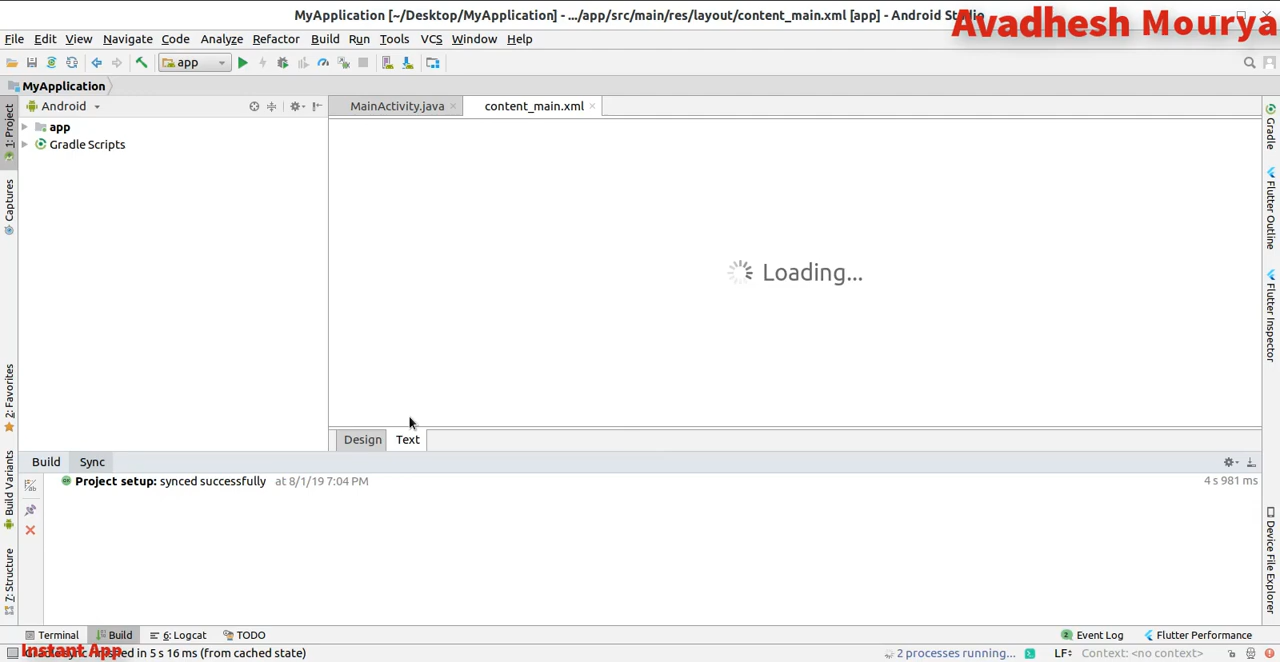 MyApplication [~/Desktop/MyApplication] - .../app/src/main/res/layout/content_main.xml [app] - Android
Avadhesh Mourya
File Edit View Navigate Code Analyze Refactor Build Run Tools VCS Window Help
app
MyApplication
Android
MainActivity.java
content_main.xml
1: Project
Captures
2: Favorites
Build Variants
7: Structure
app
Gradle Scripts
Loading...
Gradle
Flutter Outline
Flutter Inspector
Device File Explorer
Design Text
Build Sync
Project setup: synced successfully at 8/1/19 7:04 PM
4 s 981 ms
Terminal Build 6: Logcat TODO
2 Event Log Flutter Performance
Instant App
finished in 5 s 16 ms (from cached state)
2 processes running... LF÷ Context: <no context>